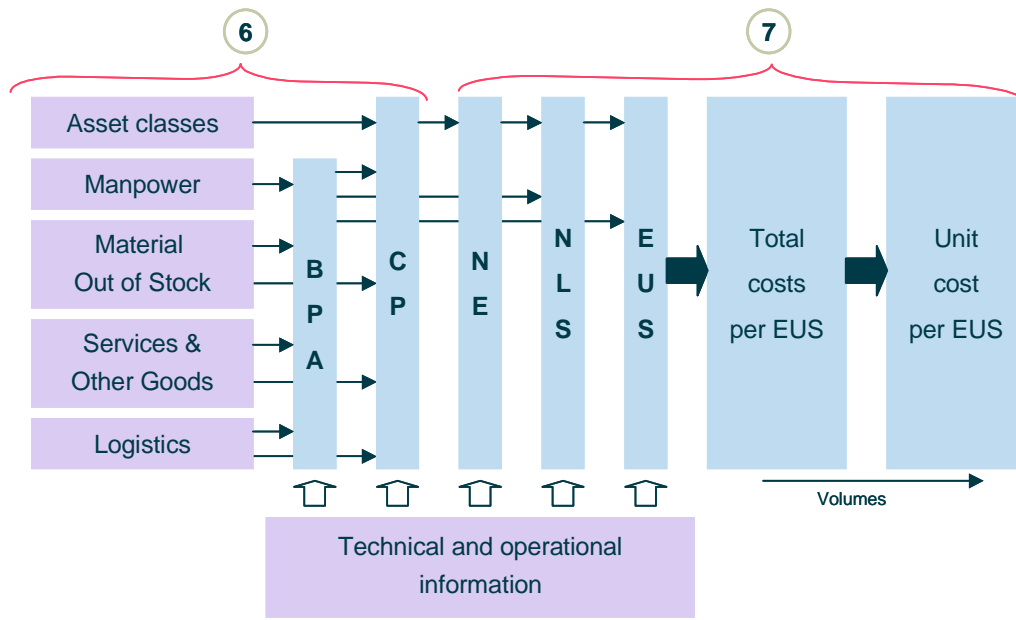 6
7
Asset classes
Manpower
Material
Out of Stock
Services &
Other Goods
Logistics
B
P
A
C
P
N
E
N
L
S
E
U
S
Total
costs
per EUS
Unit
cost
per EUS
Volumes
Technical and operational
information